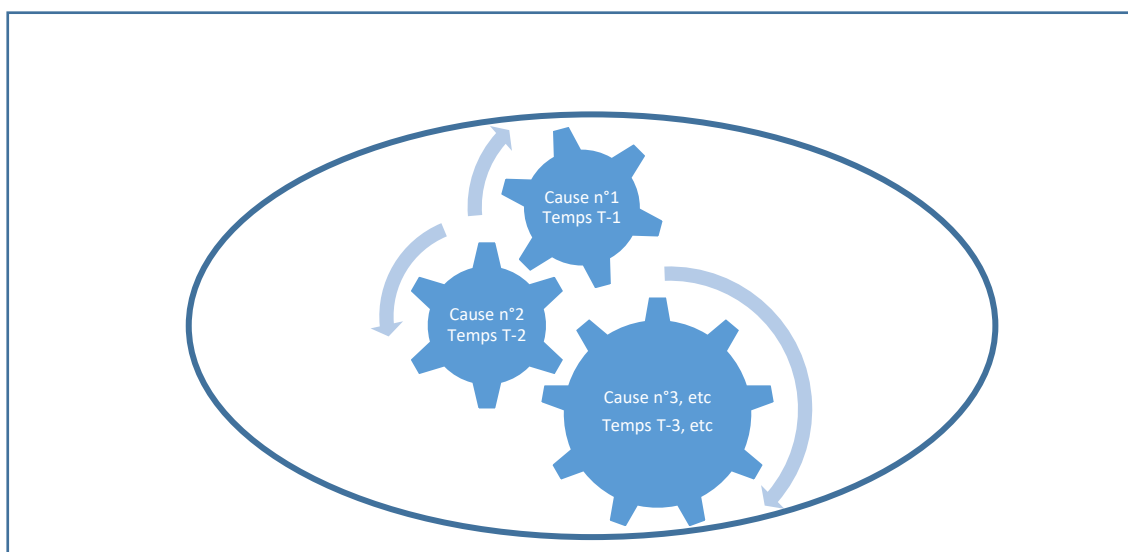 Cause n°1
Temps T-1
Cause n°2
Temps T-2
Cause n°3, etc
Temps T-3, etc